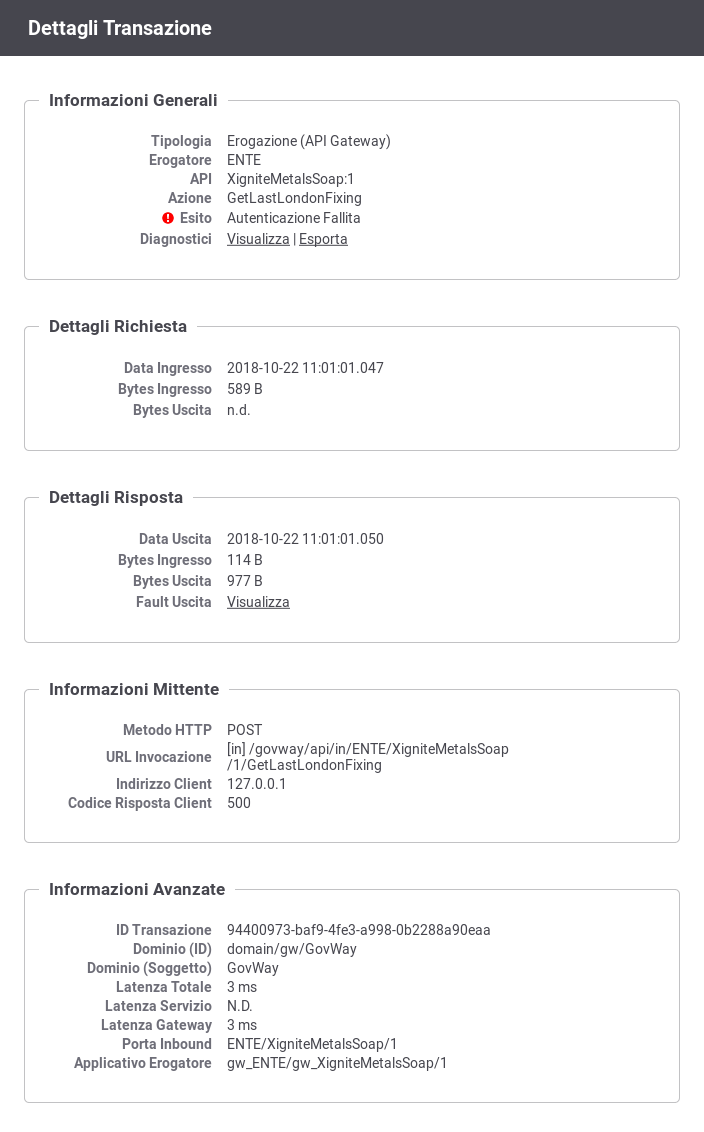 Dettagli Transazione
Informazioni Generali
Tipologia Erogazione (API Gateway)
Erogatore ENTE
API XigniteMetalsSoap:1
Azione GetLastLondonFixing
Esito Autenticazione Fallita
Diagnostici Visualizza | Esporta
Dettagli Richiesta
Data Ingresso 2018-10-22 11:01:01.047
Bytes Ingresso 589 B
Bytes Uscita n.d.
Dettagli Risposta
Data Uscita 2018-10-22 11:01:01.050
Bytes Ingresso 114 B
Bytes Uscita 977 B
Fault Uscita Visualizza
Informazioni Mittente
Metodo HTTP POST
URL Invocazione [in] /govway/api/in/ENTE/XigniteMetalsSoap
/1/GetLastLondonFixing
Indirizzo Client 127.0.0.1
Codice Risposta Client 500
Informazioni Avanzate
ID Transazione 94400973-baf9-4fe3-a998-0b2288a90eaa
Dominio (ID) domain/gw/GovWay
Dominio (Soggetto) GovWay
Latenza Totale 3 ms
Latenza Servizio N.D.
Latenza Gateway 3 ms
Porta Inbound ENTE/XigniteMetalsSoap/1
Applicativo Erogatore gw_ENTE/gw_XigniteMetalsSoap/1